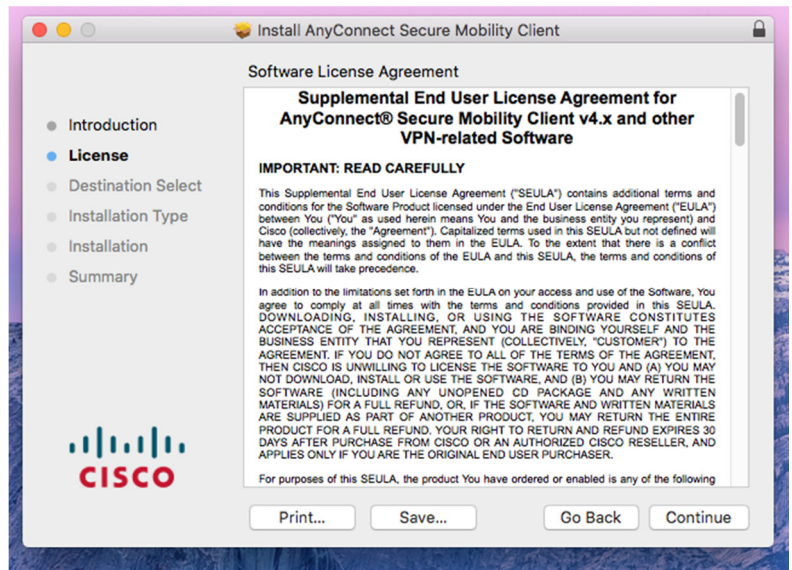 Install AnyConnect Secure Mobility Client
Software License Agreement
Introduction
License
Destination Select
Installation Type
Installation
Summary
Supplemental End User License Agreement for
AnyConnect® Secure Mobility Client v4.x and other
VPN-related Software
IMPORTANT: READ CAREFULLY
This Supplemental End User License Agreement ("SEULA") contains additional terms and
conditions for the Software Product licensed under the End User License Agreement ("EULA")
between You ("You" as used herein means You and the business entity you represent) and
Cisco (collectively, the "Agreement"). Capitalized terms used in this SEULA but not defined will
have the meanings assigned to them in the EULA. To the extent that there is a conflict
between the terms and conditions of the EULA and this SEULA, the terms and conditions of
this SEULA will take precedence.
In addition to the limitations set forth in the EULA on your access and use of the Software, You
agree to comply at all times with the terms and conditions provided in this SEULA.
DOWNLOADING, INSTALLING, OR USING THE SOFTWARE CONSTITUTES
ACCEPTANCE OF THE AGREEMENT, AND YOU ARE BINDING YOURSELF AND THE
BUSINESS ENTITY THAT YOU REPRESENT (COLLECTIVELY, "CUSTOMER") TO THE
AGREEMENT. IF YOU DO NOT AGREE TO ALL OF THE TERMS OF THE AGREEMENT,
THEN CISCO IS UNWILLING TO LICENSE THE SOFTWARE TO YOU AND (A) YOU MAY
NOT DOWNLOAD, INSTALL OR USE THE SOFTWARE, AND (B) YOU MAY RETURN THE
SOFTWARE (INCLUDING ANY UNOPENED CD PACKAGE AND ANY WRITTEN
MATERIALS) FOR A FULL REFUND, OR, IF THE SOFTWARE AND WRITTEN MATERIALS
ARE SUPPLIED AS PART OF ANOTHER PRODUCT, YOU MAY RETURN THE ENTIRE
PRODUCT FOR A FULL REFUND. YOUR RIGHT TO RETURN AND REFUND EXPIRES 30
DAYS AFTER PURCHASE FROM CISCO OR AN AUTHORIZED CISCO RESELLER, AND
APPLIES ONLY IF YOU ARE THE ORIGINAL END USER PURCHASER.
For purposes of this SEULA, the product You have ordered or enabled is any of the following
CISCO
Print...
Save...
Go Back
Continue